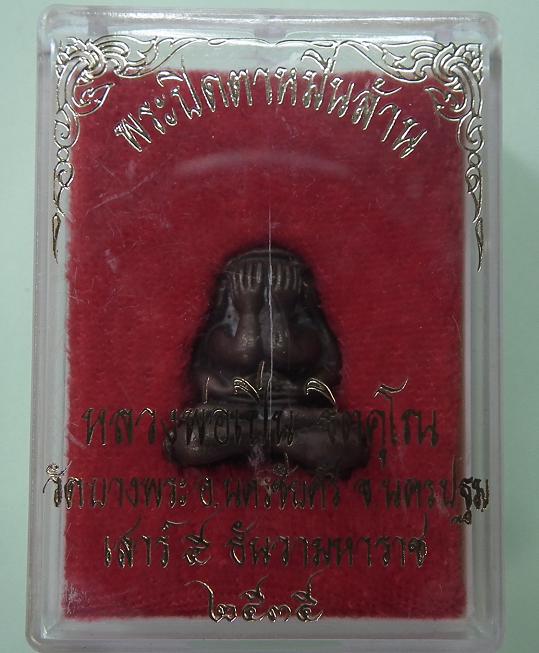 พระปิดตาหมื่นล้าน
หลวงพ่อเปิ่น ฐิตคุโณ
วัดบางพระ อ.นครชัยศรี จ.นครปฐม
เสาร์ ๕ ธันวามหาราช
๒๕๓๕